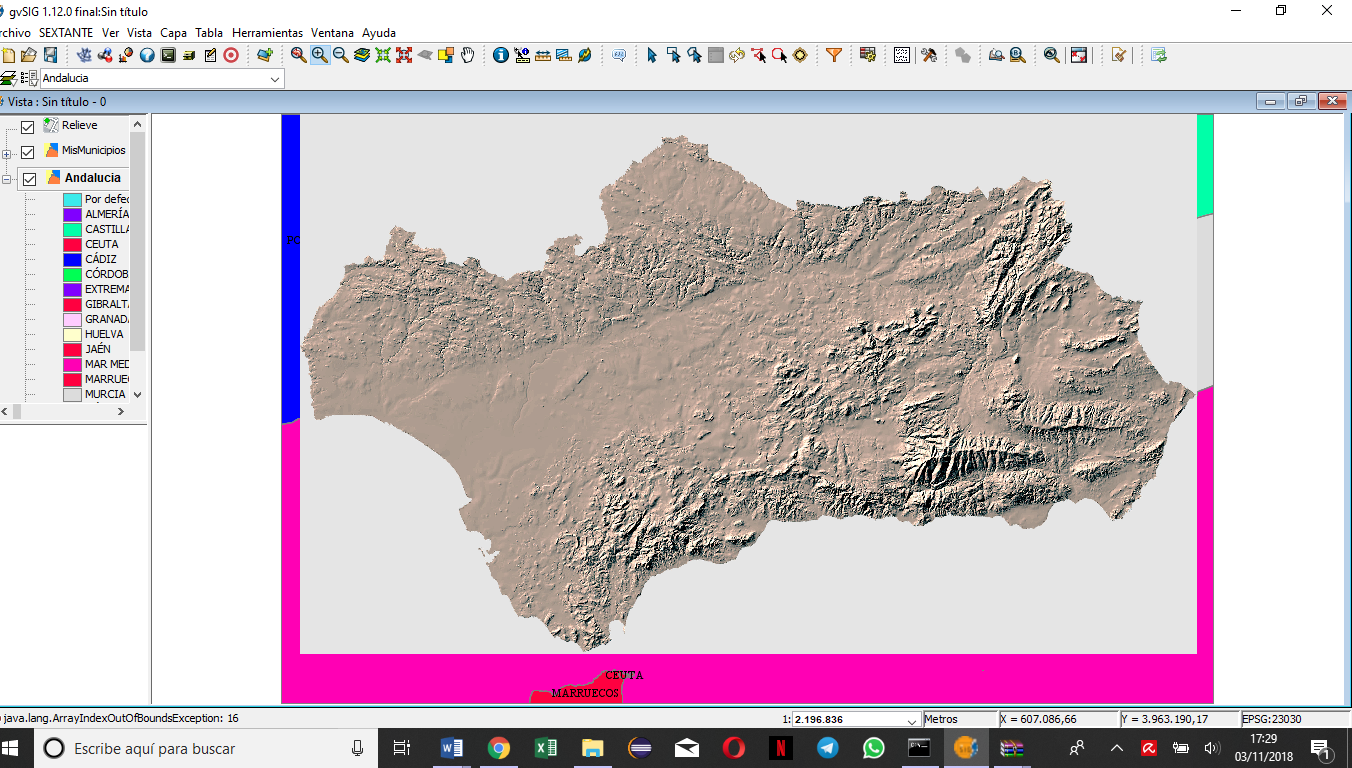 gvSIG 1.12.0 final:Sin título
rchivo SEXTANTE Ver Vista Capa Tabla Herramientas Ventana Ayuda
Andalucia
Vista : Sin título - 0
Relieve
MisMunicipios
Andalucia
Por defec
ALMERÍA
CASTILLA
CEUTA
CÁDIZ
CÓRDOB
EXTREMA
GIBRALT
GRANADA
HUELVA
JAÉN
MAR MED
MARRUEC
MURCIA
PO
CEUTA
MARRUECOS
java.lang.ArrayIndexOutOfBoundsException: 16
1: 2.196.836
Metros
X = 607.086,66
Y = 3.963.190,17
EPSG:23030
Escribe aquí para buscar
17:29
03/11/2018
1